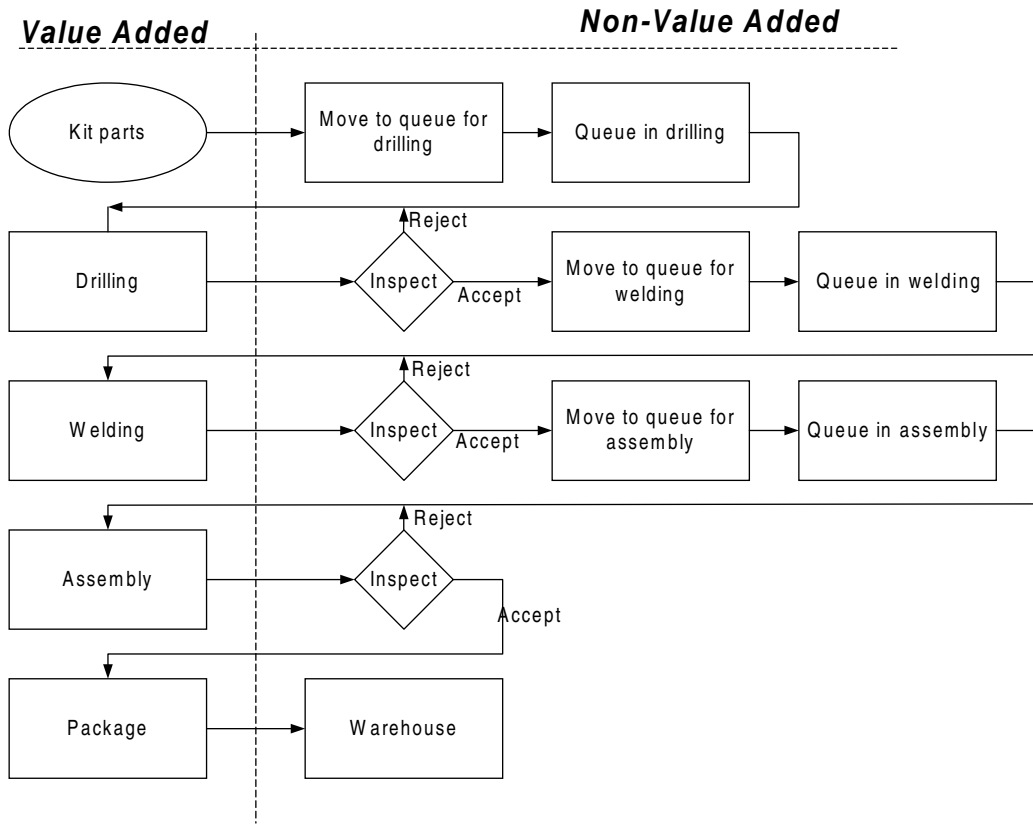 Value Added
Non-Value Added
Kit parts
Move to queue for
drilling
Queue in drilling
Reject
Drilling
Inspect
Accept
Move to queue for
welding
Queue in welding
Reject
Welding
Inspect
Accept
Move to queue for
assembly
Queue in assembly
Reject
Assembly
Inspect
Accept
Package
Warehouse